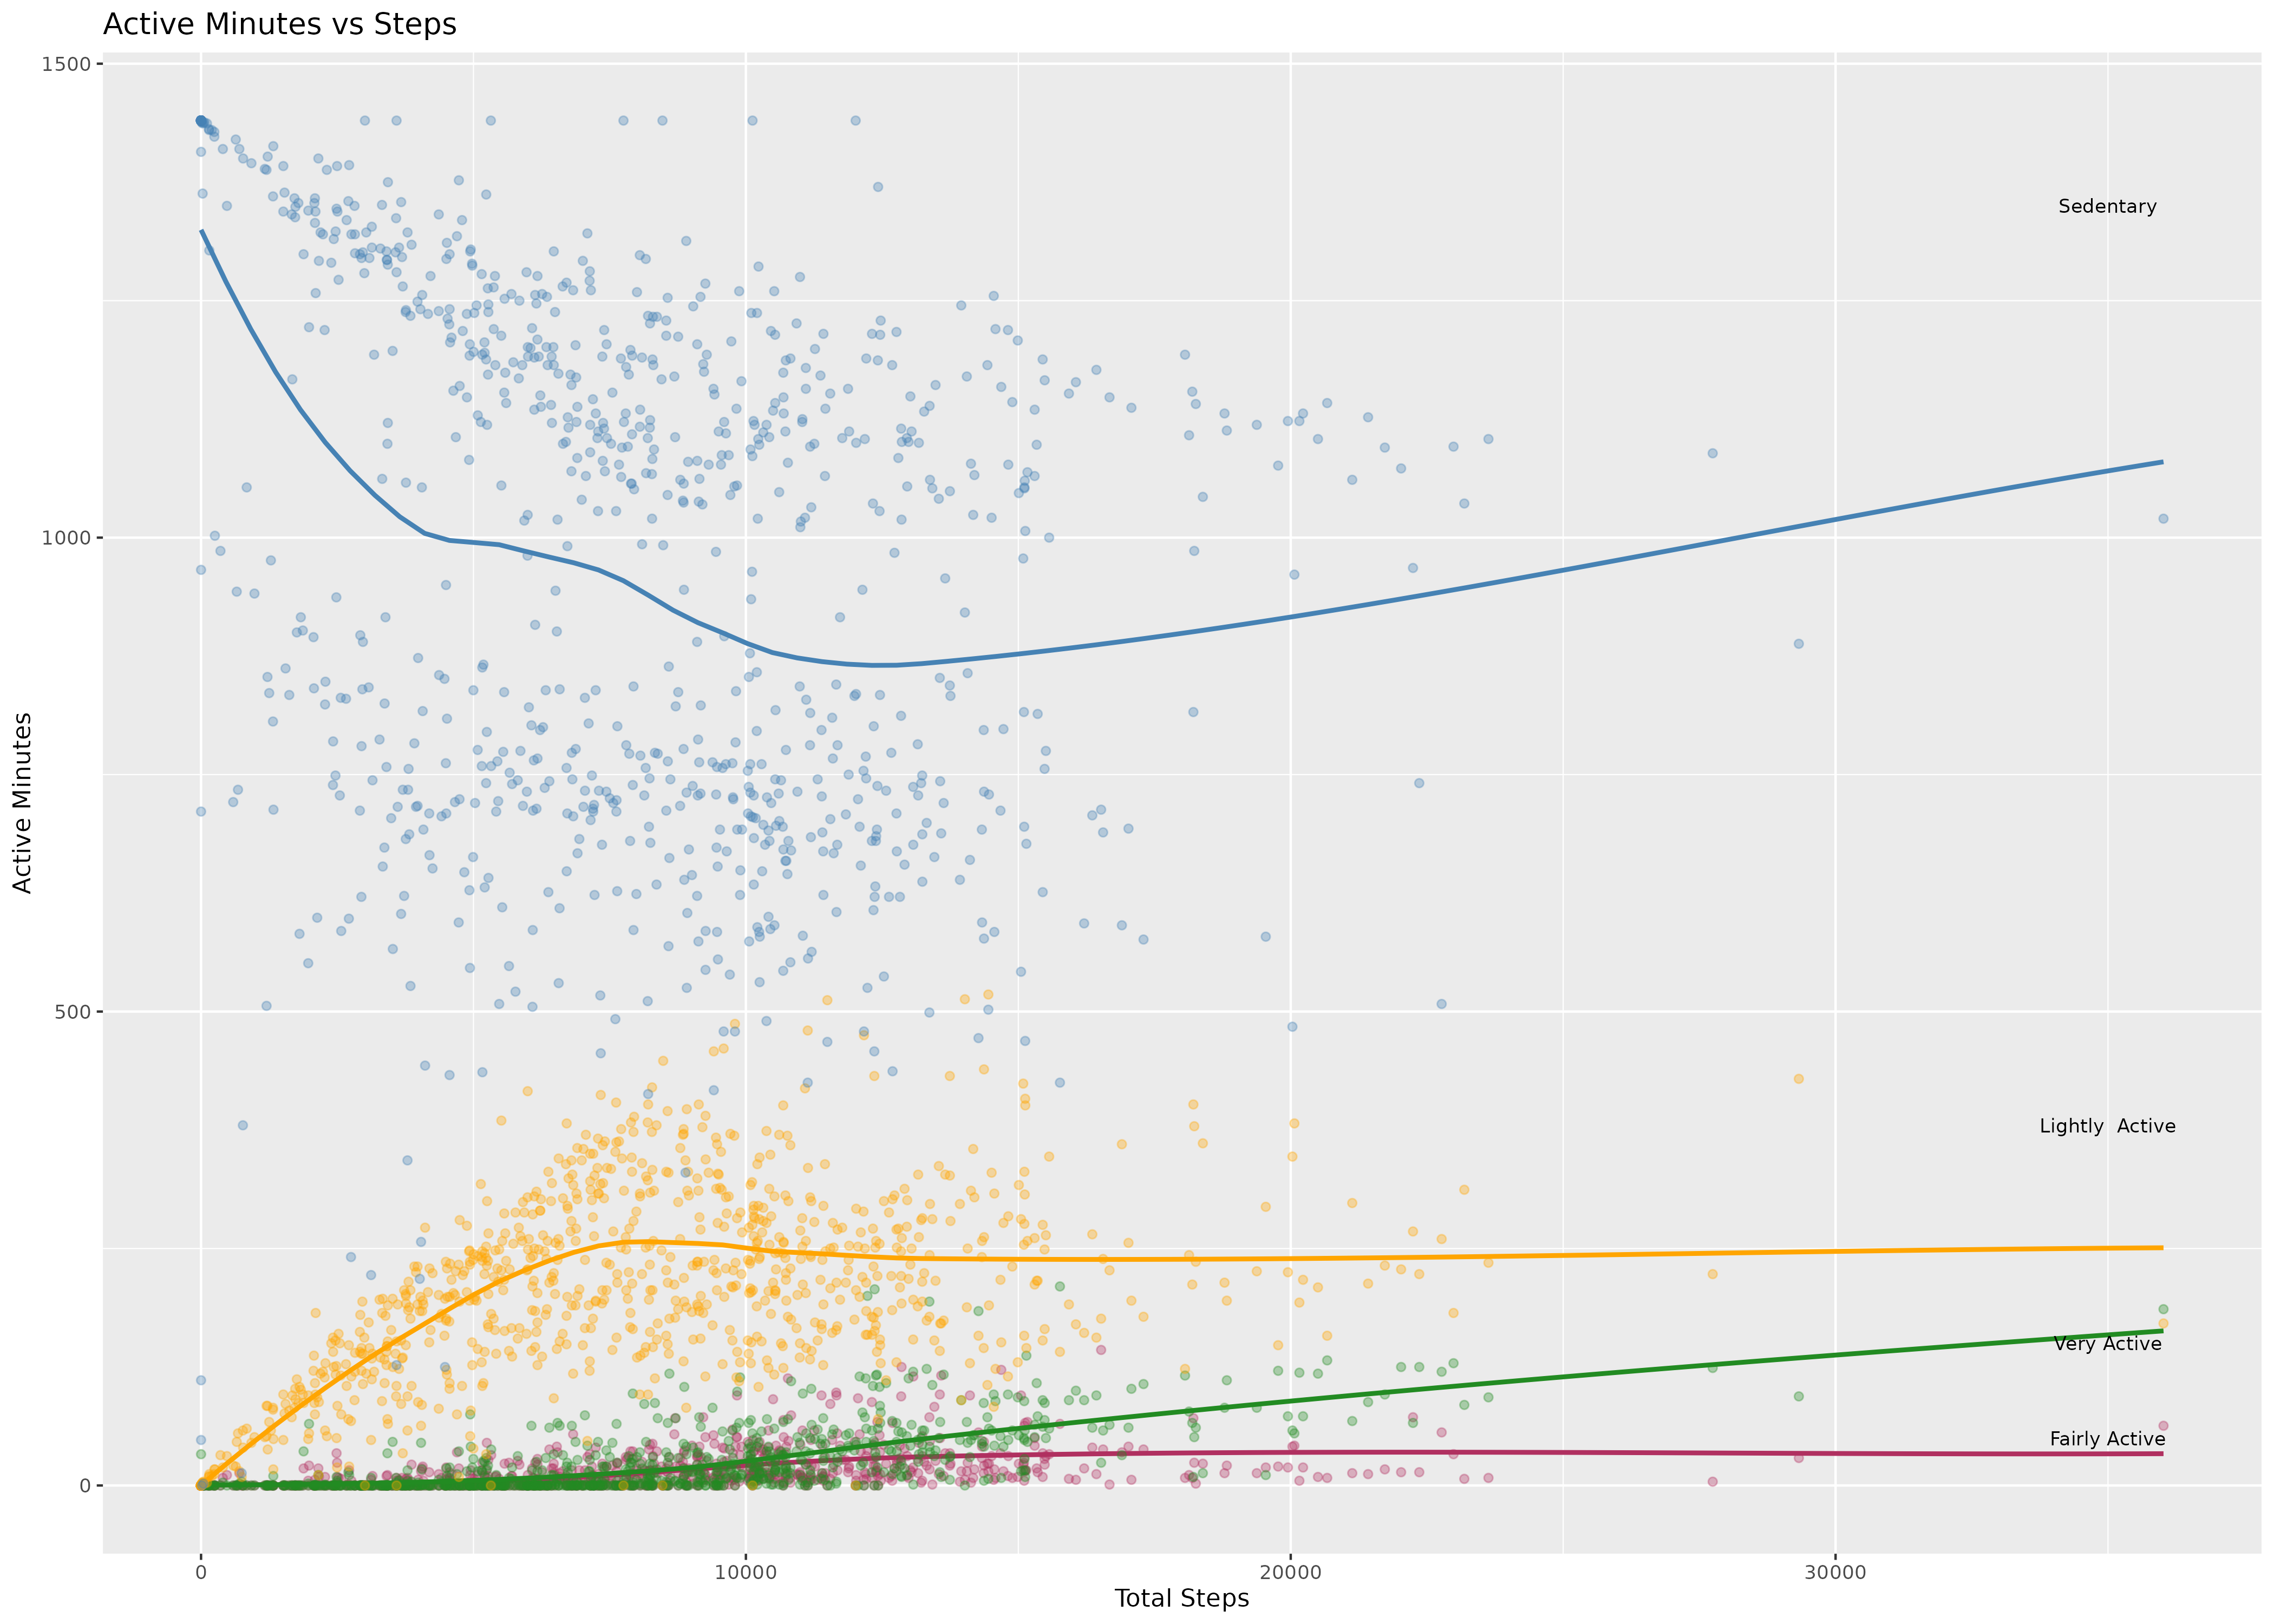 Active Minutes vs Steps
1500
Sedentary
1000
Active Minutes
500
Lightly  Active
Very Active
Fairly Active
0
0 10000 20000 30000
Total Steps